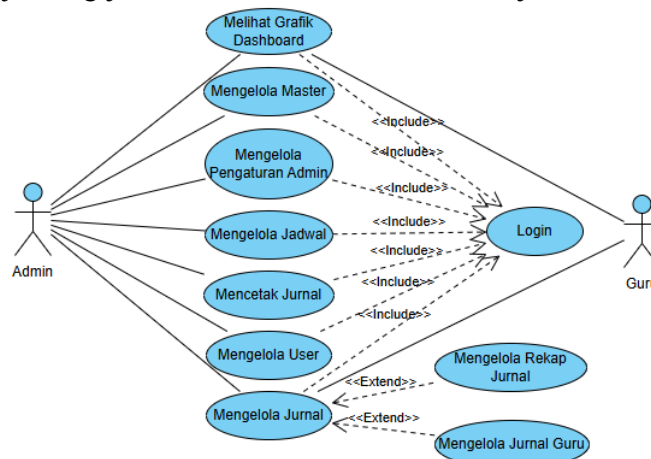 Melihat Grafik
Dashboard
Mengelola Master
<<Include>>
<<Include>>
Mengelola
Pengaturan Admin
<<Include>>
Admin
Mengelola Jadwal
<<Include>>
Login
Guru
<<Include>>
Mencetak Jurnal
<<Include>>
<<Include>>
Mengelola User
Mengelola Rekap
Jurnal
<<Extend>>
Mengelola Jurnal
<<Extend>>
Mengelola Jurnal Guru